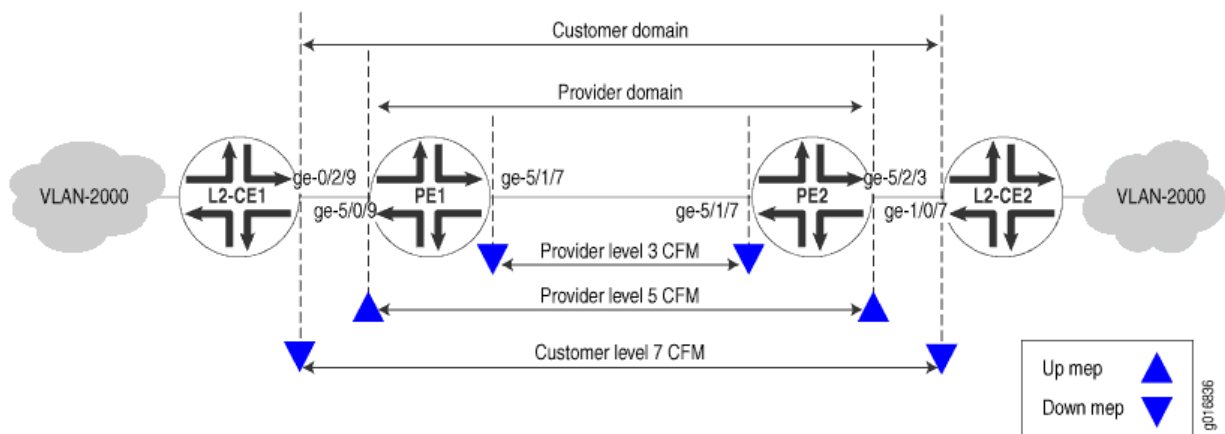 Customer domain
Provider domain
VLAN-2000
L2-CE1
ge-0/2/9
ge-5/0/9
PE1
ge-5/1/7
ge-5/1/7
PE2
ge-5/2/3
ge-1/0/7
L2-CE2
VLAN-2000
Provider level 3 CFM
Provider level 5 CFM
Customer level 7 CFM
Up mep
Down mep
g016836